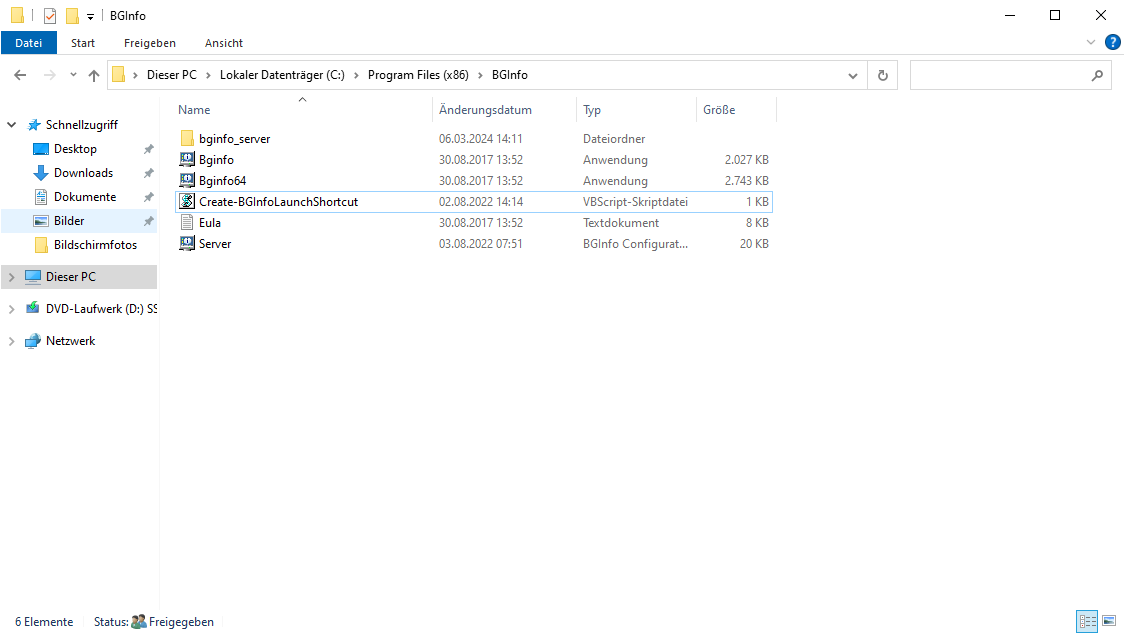 BGInfo
Datei Start Freigeben Ansicht
Dieser PC Lokaler Datenträger (C:) Program Files (x86) BGInfo
Name Änderungsdatum Typ Größe
Schnellzugriff
Desktop
Downloads
Dokumente
Bilder
Bildschirmfotos
Dieser PC
DVD-Laufwerk (D:) SS
Netzwerk
bginfo_server 06.03.2024 14:11 Dateiordner
Bginfo 30.08.2017 13:52 Anwendung 2.027 KB
Bginfo64 30.08.2017 13:52 Anwendung 2.743 KB
Create-BGInfoLaunchShortcut 02.08.2022 14:14 VBScript-Skriptdatei 1 KB
Eula 30.08.2017 13:52 Textdokument 8 KB
Server 03.08.2022 07:51 BGInfo Configurat... 20 KB
6 Elemente Status: Freigegeben